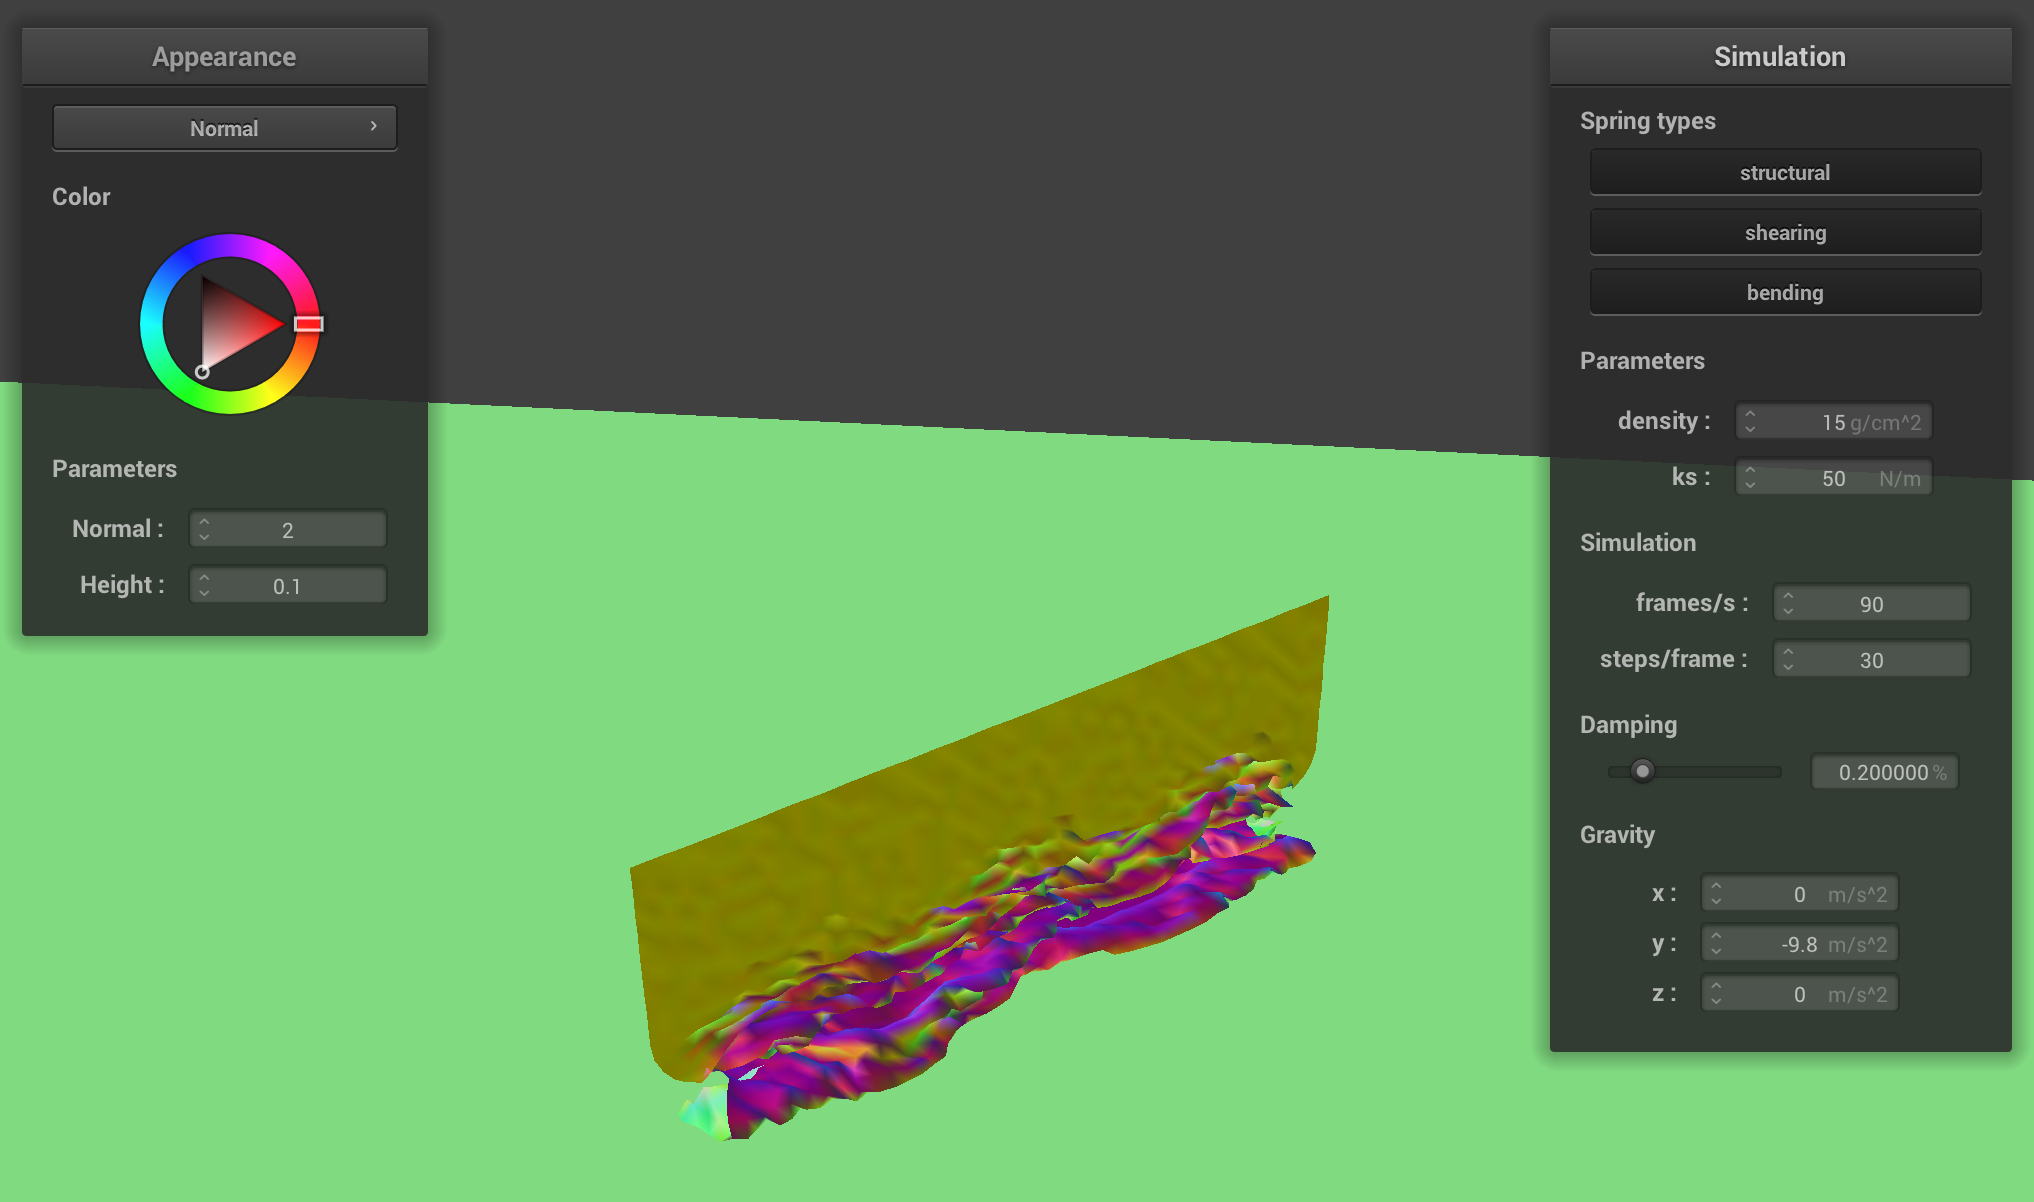 Appearance
Normal
Color
Parameters
Normal : 2
Height : 0.1
Simulation
Spring types
structural
shearing
bending
Parameters
density : 15 g/cm^2
ks : 50 N/m
Simulation
frames/s : 90
steps/frame : 30
Damping
0.200000 %
Gravity
x : 0 m/s^2
y : -9.8 m/s^2
z : 0 m/s^2